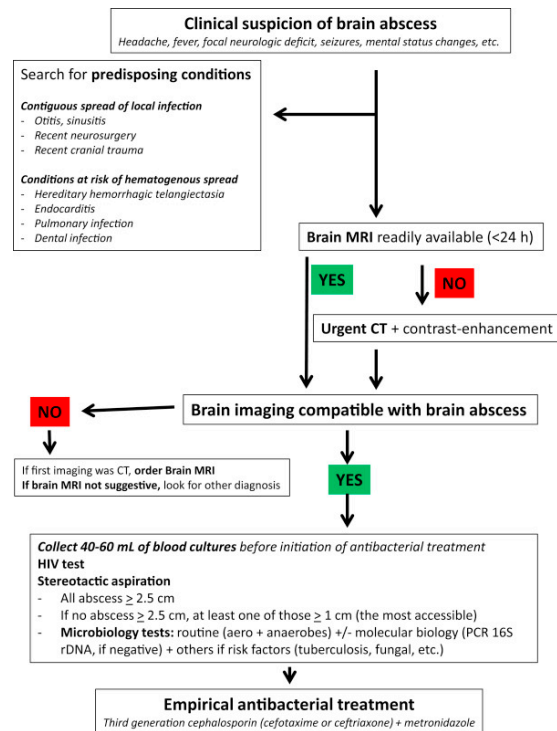 Clinical suspicion of brain abscess
Headache, fever, focal neurologic deficit, seizures, mental status changes, etc.
Search for predisposing conditions
Contiguous spread of local infection
- Otitis, sinusitis
- Recent neurosurgery
- Recent cranial trauma
Conditions at risk of hematogenous spread
- Hereditary hemorrhagic telangiectasia
- Endocarditis
- Pulmonary infection
- Dental infection
Brain MRI readily available (<24 h)
YES
NO
Urgent CT + contrast-enhancement
Brain imaging compatible with brain abscess
NO
If first imaging was CT, order Brain MRI
If brain MRI not suggestive, look for other diagnosis
YES
Collect 40-60 mL of blood cultures before initiation of antibacterial treatment
HIV test
Stereotactic aspiration
- All abscess ≥ 2.5 cm
- If no abscess ≥ 2.5 cm, at least one of those ≥ 1 cm (the most accessible)
- Microbiology tests: routine (aero + anaerobes) +/- molecular biology (PCR 16S
rDNA, if negative) + others if risk factors (tuberculosis, fungal, etc.)
Empirical antibacterial treatment
Third generation cephalosporin (cefotaxime or ceftriaxone) + metronidazole